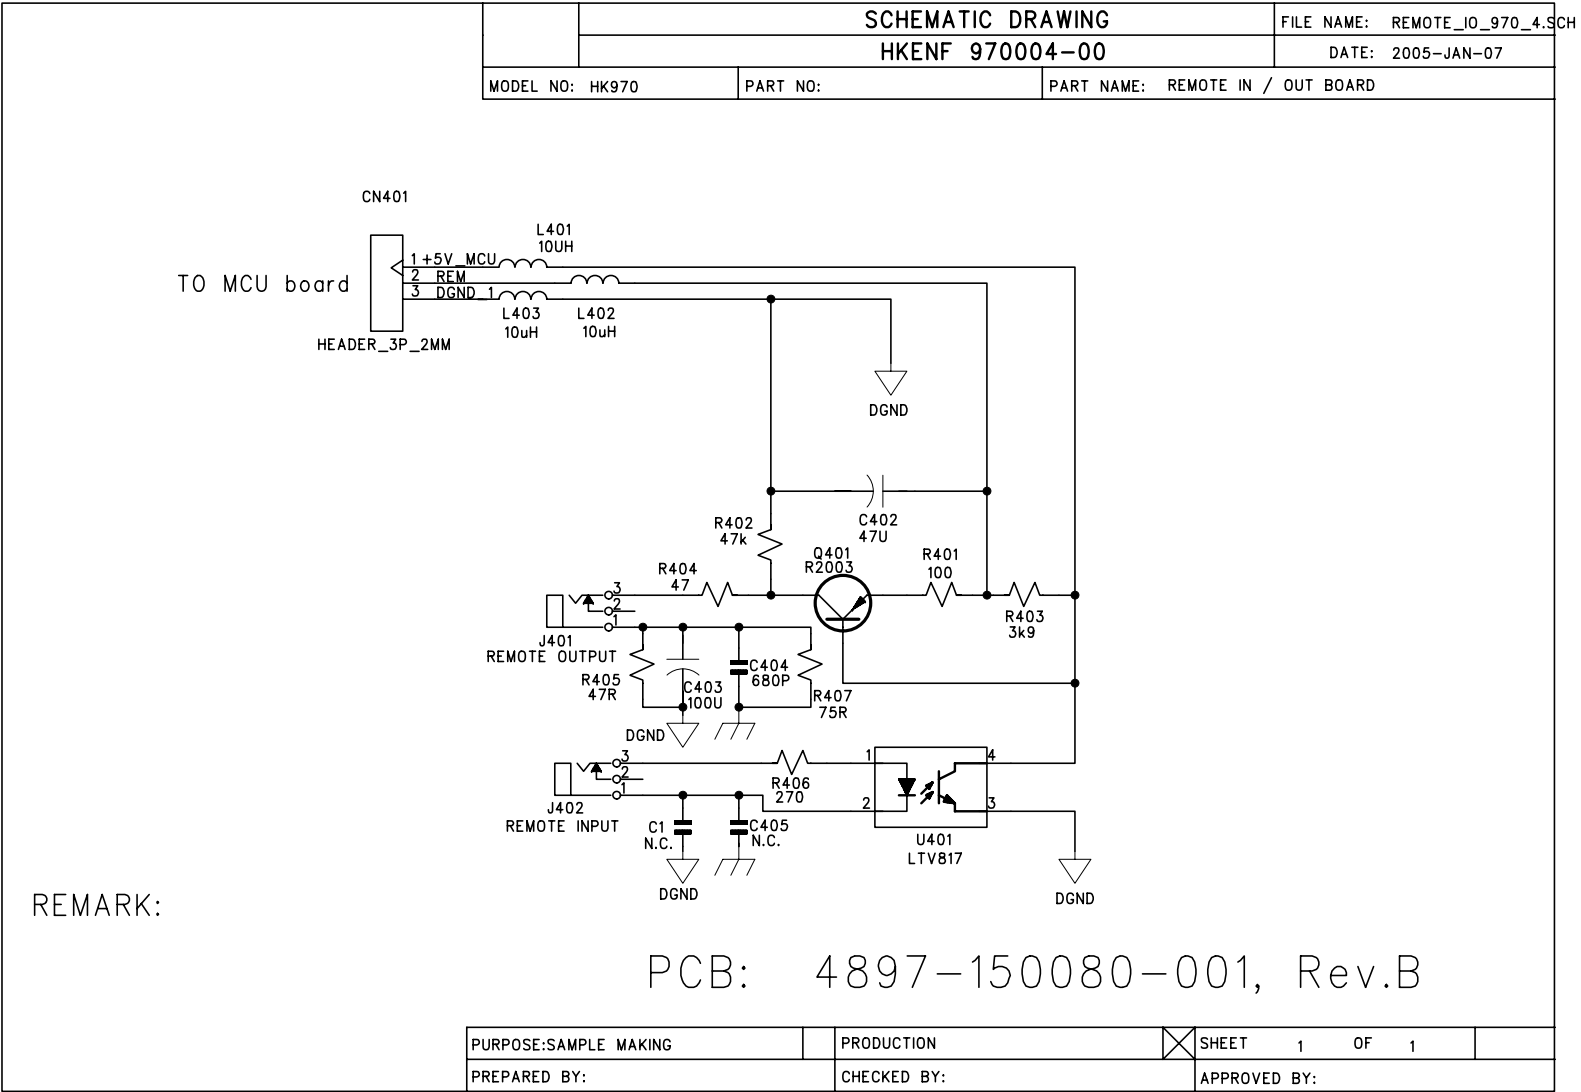 SCHEMATIC DRAWING
FILE NAME: REMOTE_IO_970_4.SCH
HKENF 970004-00
DATE: 2005-JAN-07
MODEL NO: HK970
PART NO:
PART NAME: REMOTE IN / OUT BOARD
CN401
TO MCU board
1 +5V_MCU
2 REM
3 DGND_1
HEADER_3P_2MM
L401
10UH
L403
10uH
L402
10uH
DGND
C402
47U
R402
47k
Q401
R2003
R401
100
R404
47
R403
3k9
3
2
1
J401
REMOTE OUTPUT
R405
47R
C403
100U
C404
680P
R407
75R
DGND
3
2
1
J402
REMOTE INPUT
R406
270
1
2
4
3
U401
LTV817
C1
N.C.
C405
N.C.
DGND
DGND
REMARK:
PCB: 4897-150080-001, Rev.B
PURPOSE:SAMPLE MAKING
PRODUCTION
SHEET 1 OF 1
PREPARED BY:
CHECKED BY:
APPROVED BY: